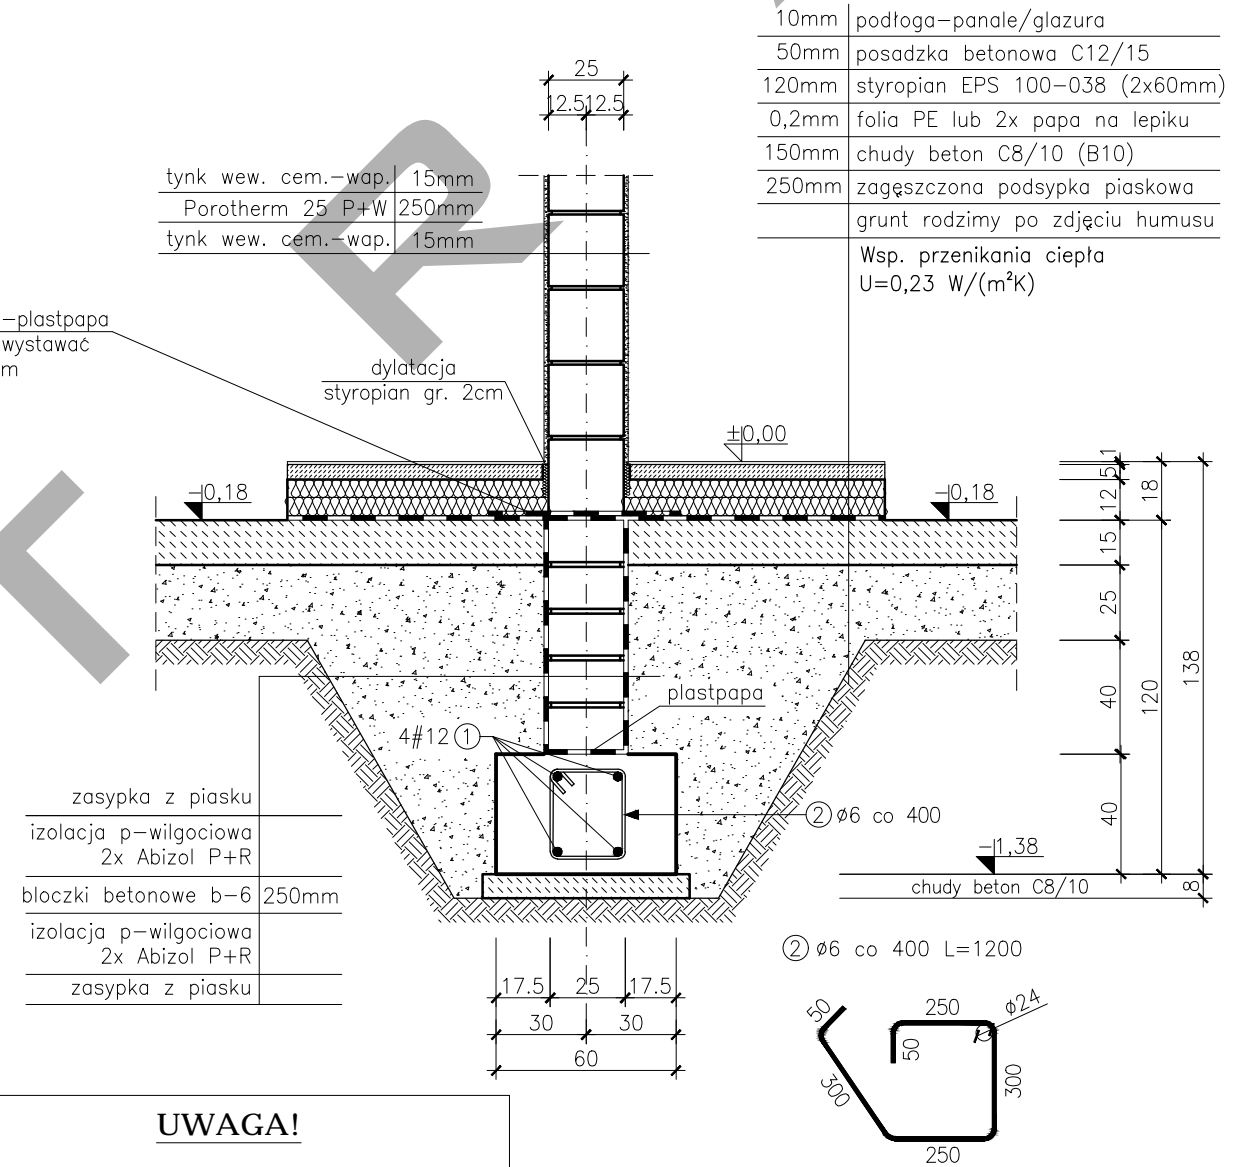 10mm podłoga-panale/glazura
50mm posadzka betonowa C12/15
120mm styropian EPS 100-038 (2x60mm)
0,2mm folia PE lub 2x papa na lepiku
150mm chudy beton C8/10 (B10)
250mm zagęszczona podsypka piaskowa
grunt rodzimy po zdjęciu humusu
Wsp. przenikania ciepła
U=0,23 W/(m²K)
25
12.5 12.5
tynk wew. cem.-wap. 15mm
Porotherm 25 P+W 250mm
tynk wew. cem.-wap. 15mm
-plastpapa
wystawać
m
dylatacja
styropian gr. 2cm
±0,00
-0,18
-0,18
1
5
12
15
25
40
40
18
120
138
8
plastpapa
4#12 1
2 ø6 co 400
-1,38
chudy beton C8/10
zasypka z piasku
izolacja p-wilgociowa
2x Abizol P+R
bloczki betonowe b-6 250mm
izolacja p-wilgociowa
2x Abizol P+R
zasypka z piasku
17.5 25 17.5
30 30
60
2 ø6 co 400 L=1200
50
250
ø24
50
300
300
250
UWAGA!